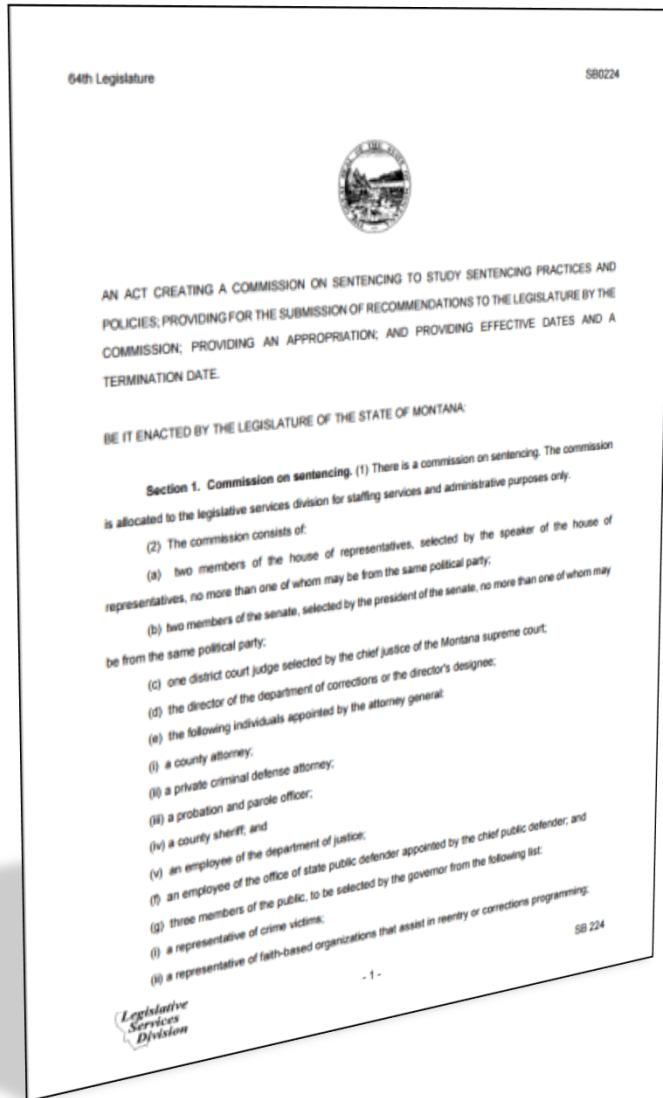 64th Legislature SB0224
THE GREAT SEAL OF THE STATE OF MONTANA
AN ACT CREATING A COMMISSION ON SENTENCING TO STUDY SENTENCING PRACTICES AND
POLICIES; PROVIDING FOR THE SUBMISSION OF RECOMMENDATIONS TO THE LEGISLATURE BY THE
COMMISSION; PROVIDING AN APPROPRIATION; AND PROVIDING EFFECTIVE DATES AND A
TERMINATION DATE.
BE IT ENACTED BY THE LEGISLATURE OF THE STATE OF MONTANA:
Section 1. Commission on sentencing. (1) There is a commission on sentencing. The commission
is allocated to the legislative services division for staffing services and administrative purposes only.
(2) The commission consists of:
(a) two members of the house of representatives, selected by the speaker of the house of
representatives, no more than one of whom may be from the same political party;
(b) two members of the senate, selected by the president of the senate, no more than one of whom may
be from the same political party;
(c) one district court judge selected by the chief justice of the Montana supreme court;
(d) the director of the department of corrections or the director's designee;
(e) the following individuals appointed by the attorney general:
(i) a county attorney;
(ii) a private criminal defense attorney;
(iii) a probation and parole officer;
(iv) a county sheriff; and
(v) an employee of the department of justice;
(f) an employee of the office of state public defender appointed by the chief public defender; and
(g) three members of the public, to be selected by the governor from the following list:
(i) a representative of crime victims;
(ii) a representative of faith-based organizations that assist in reentry or corrections programming;
Legislative
Services
Division
- 1 -
SB 224